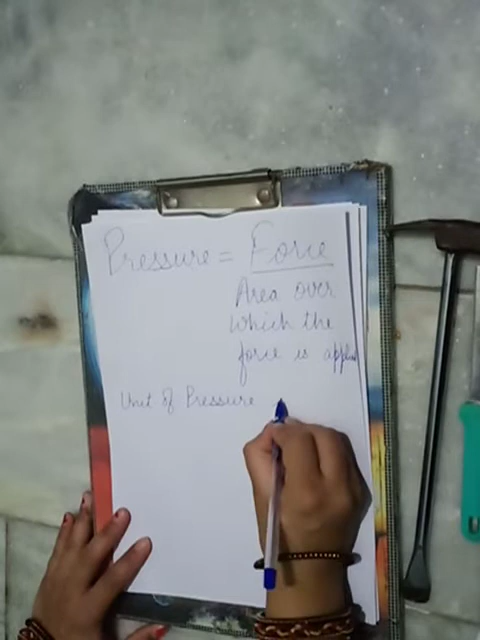 Pressure = Force
Area over
which the
force is applied
Unit of Pressure